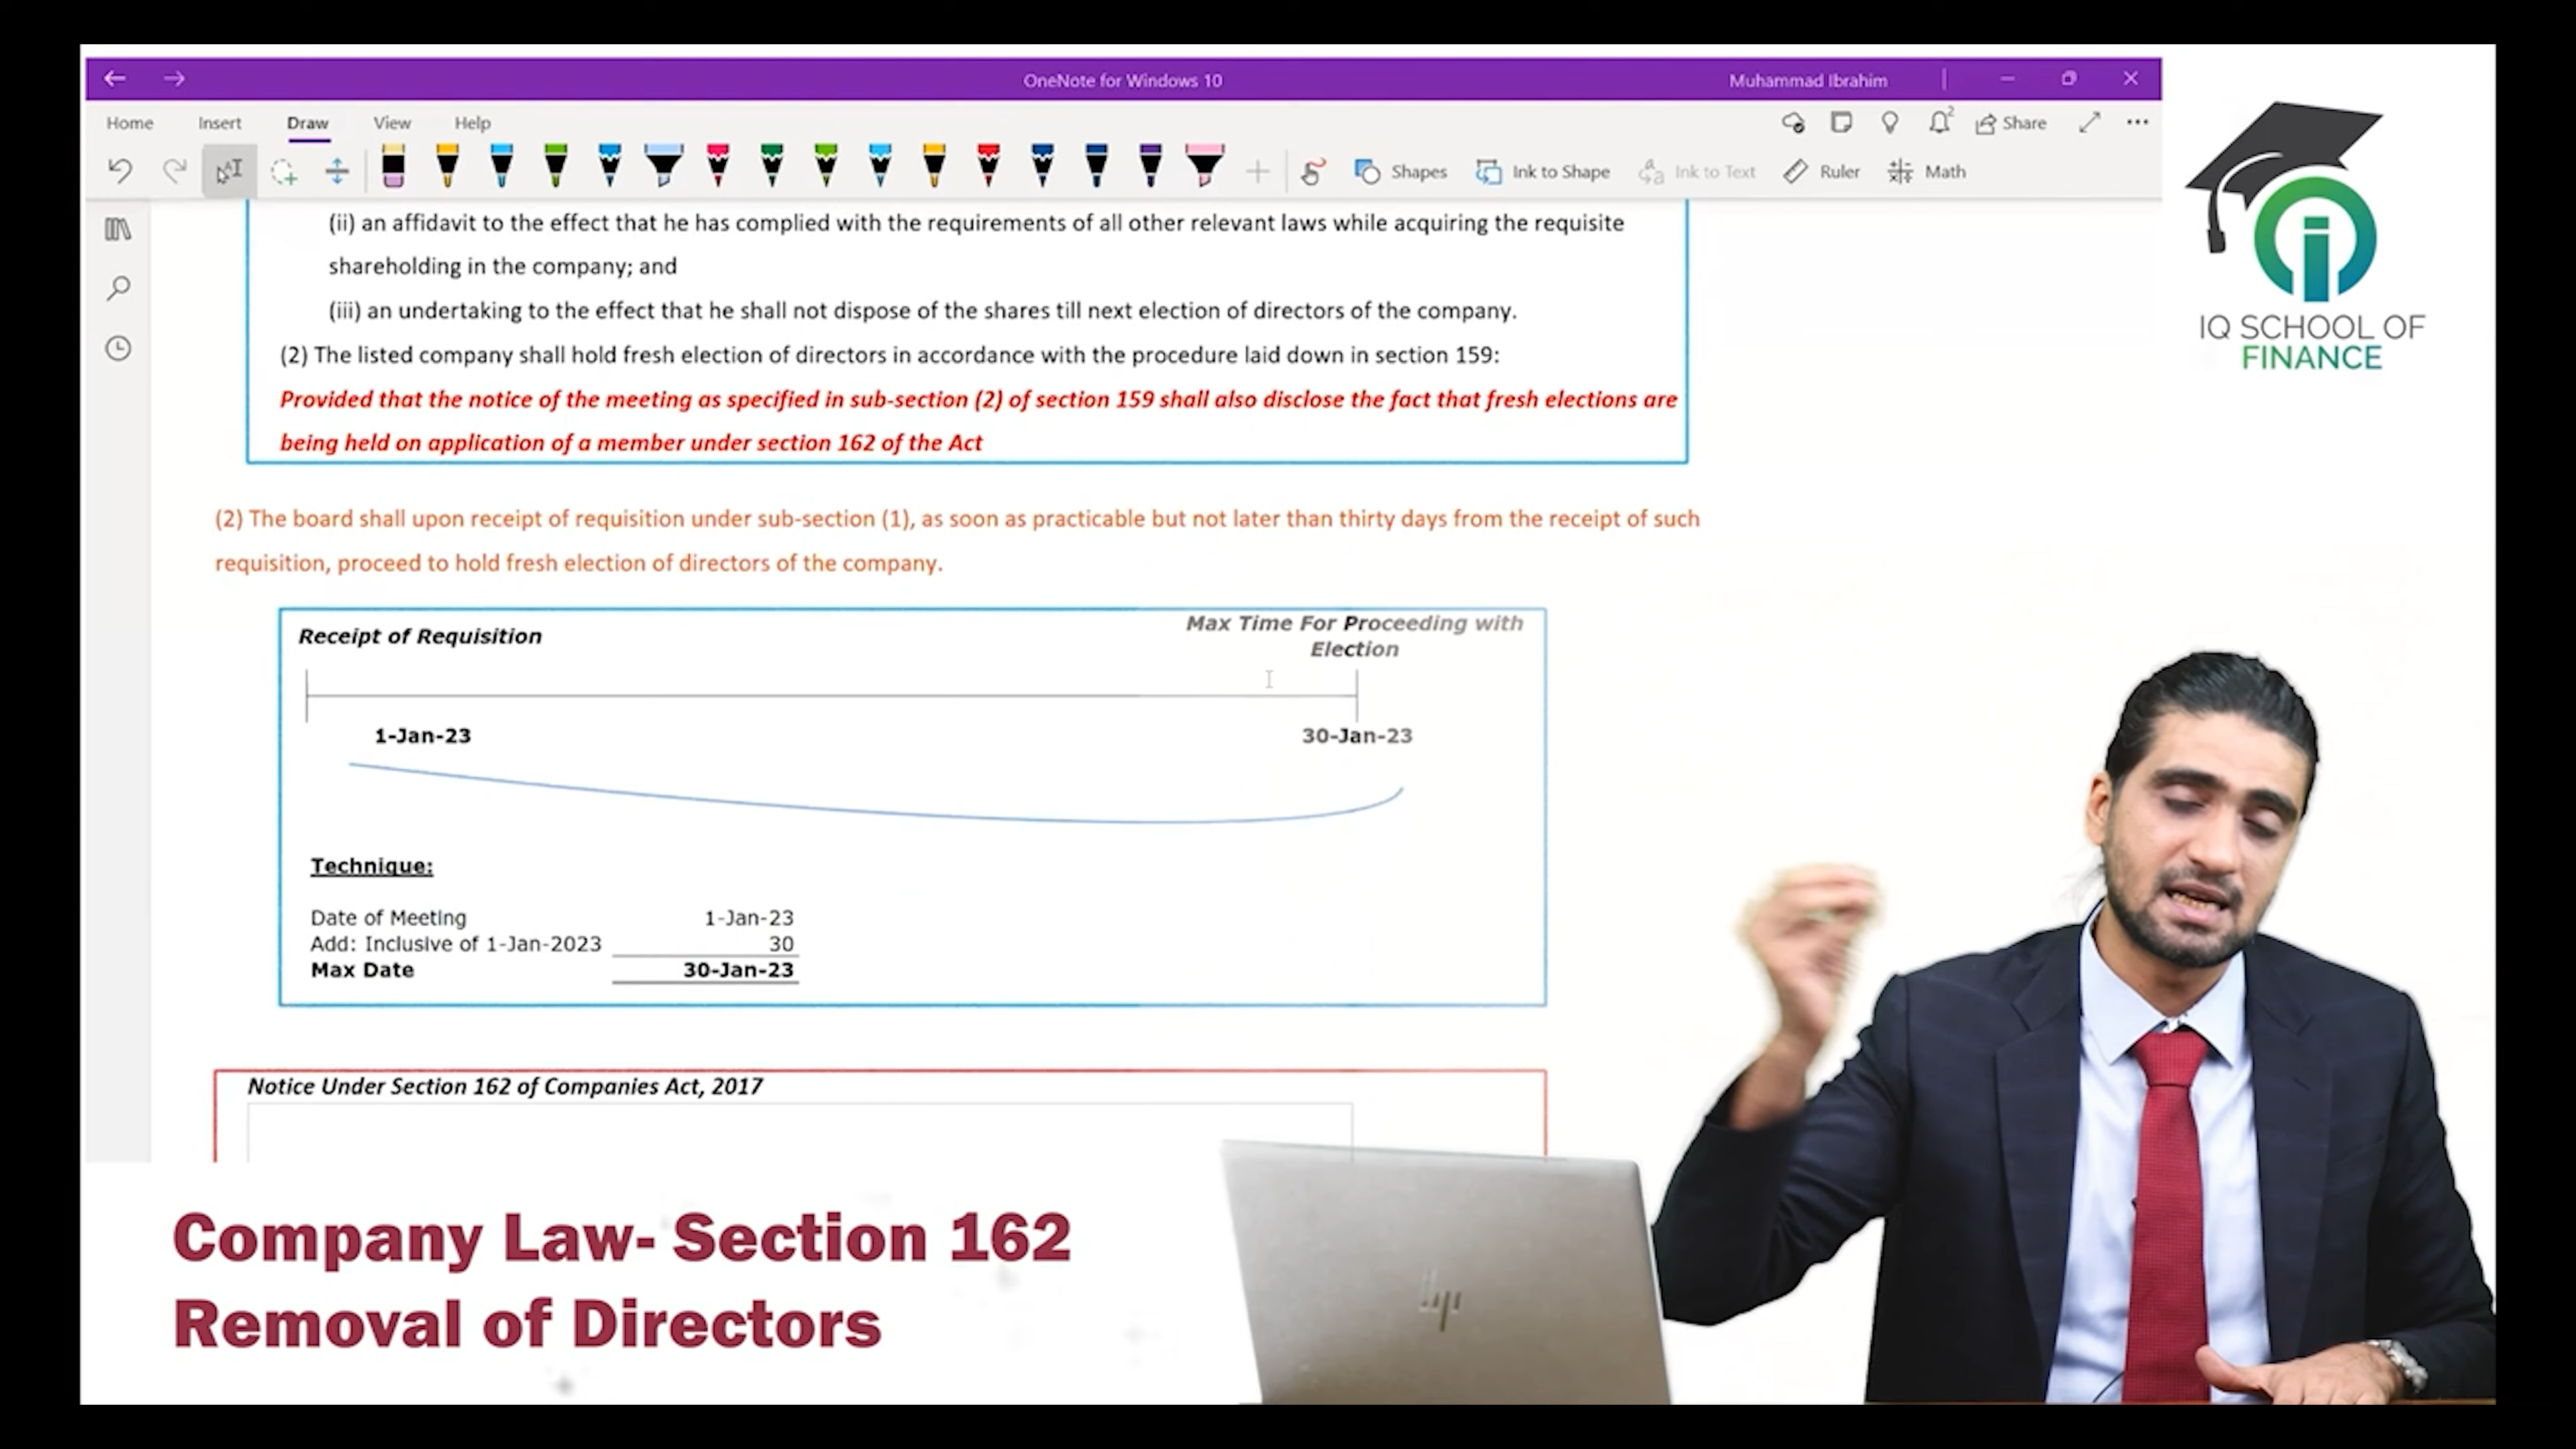 OneNote for Windows 10
Muhammad Ibrahim
Home Insert Draw View Help
2
Share
Shapes Ink to Shape Ink to Text Ruler Math
IQ SCHOOL OF
FINANCE
(ii) an affidavit to the effect that he has complied with the requirements of all other relevant laws while acquiring the requisite
shareholding in the company; and
(iii) an undertaking to the effect that he shall not dispose of the shares till next election of directors of the company.
(2) The listed company shall hold fresh election of directors in accordance with the procedure laid down in section 159:
Provided that the notice of the meeting as specified in sub-section (2) of section 159 shall also disclose the fact that fresh elections are
being held on application of a member under section 162 of the Act
(2) The board shall upon receipt of requisition under sub-section (1), as soon as practicable but not later than thirty days from the receipt of such
requisition, proceed to hold fresh election of directors of the company.
Receipt of Requisition
Max Time For Proceeding with
Election
1-Jan-23
30-Jan-23
Technique:
Date of Meeting 1-Jan-23
Add: Inclusive of 1-Jan-2023 30
Max Date 30-Jan-23
Notice Under Section 162 of Companies Act, 2017
hp
Company Law- Section 162
Removal of Directors